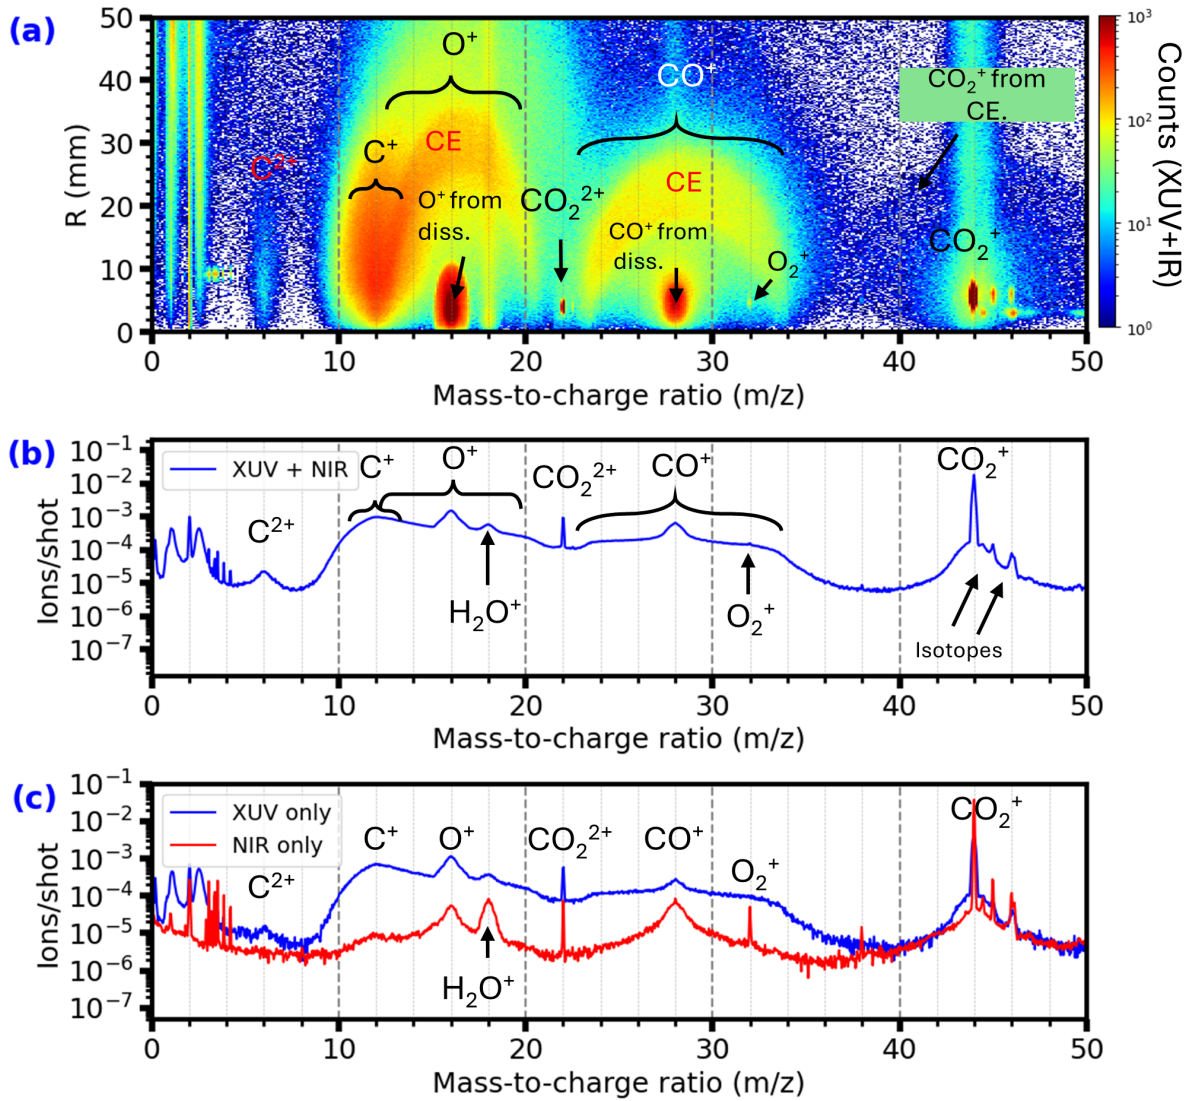 (a)
50
40
30
20
10
0
R (mm)
O⁺
C⁺
CE
C²⁺
O⁺ from
diss.
CO₂²⁺
CO⁺
CE
CO⁺ from
diss.
O₂⁺
CO₂⁺ from
CE.
CO₂⁺
0 10 20 30 40 50
Mass-to-charge ratio (m/z)
10³
10²
10¹
10⁰
Counts (XUV+IR)
(b)
10⁻¹
10⁻²
10⁻³
10⁻⁴
10⁻⁵
10⁻⁶
10⁻⁷
Ions/shot
XUV + NIR
C²⁺
C⁺
O⁺
H₂O⁺
CO₂²⁺
CO⁺
O₂⁺
CO₂⁺
Isotopes
0 10 20 30 40 50
Mass-to-charge ratio (m/z)
(c)
10⁻¹
10⁻²
10⁻³
10⁻⁴
10⁻⁵
10⁻⁶
10⁻⁷
Ions/shot
XUV only
NIR only
C²⁺
C⁺
O⁺
H₂O⁺
CO₂²⁺
CO⁺
O₂⁺
CO₂⁺
0 10 20 30 40 50
Mass-to-charge ratio (m/z)